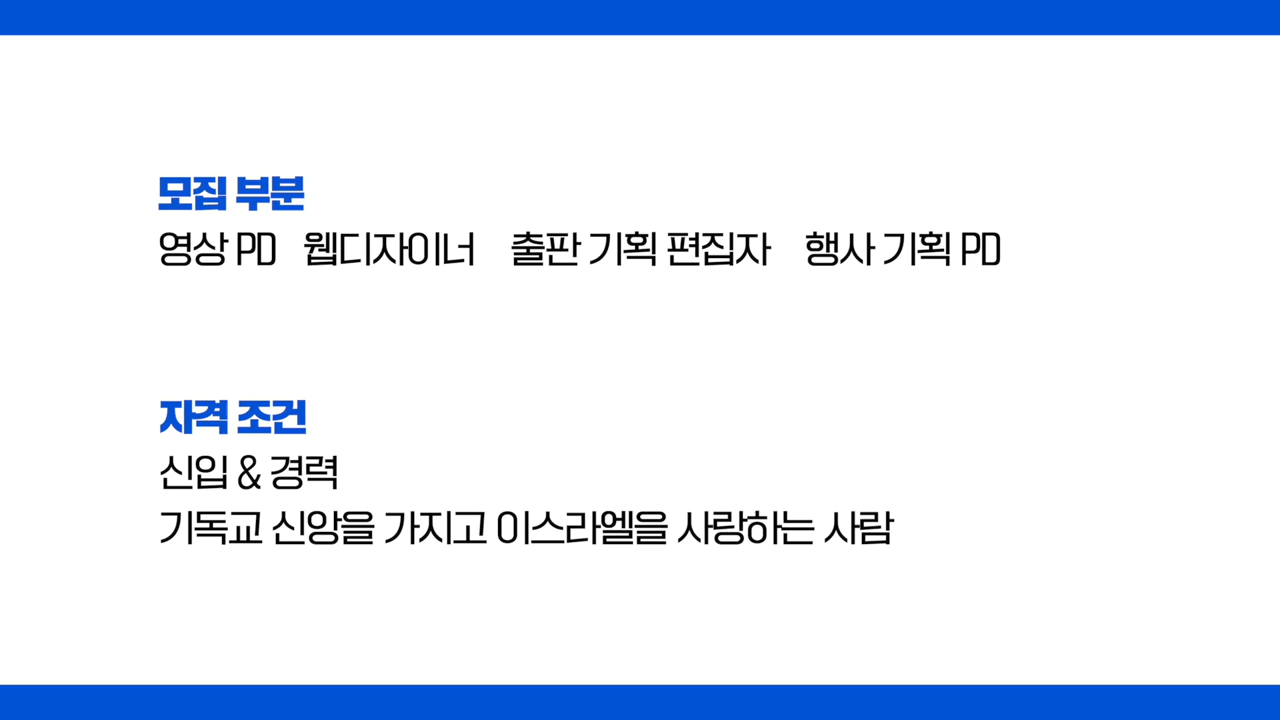 모집 부분
영상 PD 웹디자이너 출판 기획 편집자 행사 기획 PD
자격 조건
신입 & 경력
기독교 신앙을 가지고 이스라엘을 사랑하는 사람